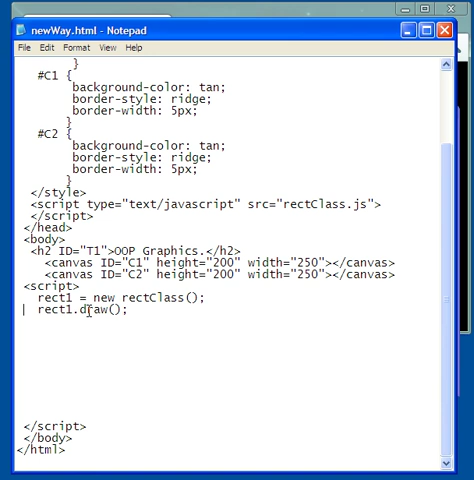 newWay.html - Notepad
File Edit Format View Help
}
#C1 {
background-color: tan;
border-style: ridge;
border-width: 5px;
}
#C2 {
background-color: tan;
border-style: ridge;
border-width: 5px;
}
</style>
<script type="text/javascript" src="rectClass.js">
</script>
</head>
<body>
<h2 ID="T1">OOP Graphics.</h2>
<canvas ID="C1" height="200" width="250"></canvas>
<canvas ID="C2" height="200" width="250"></canvas>
<script>
rect1 = new rectClass();
rect1.draw();
</script>
</body>
</html>